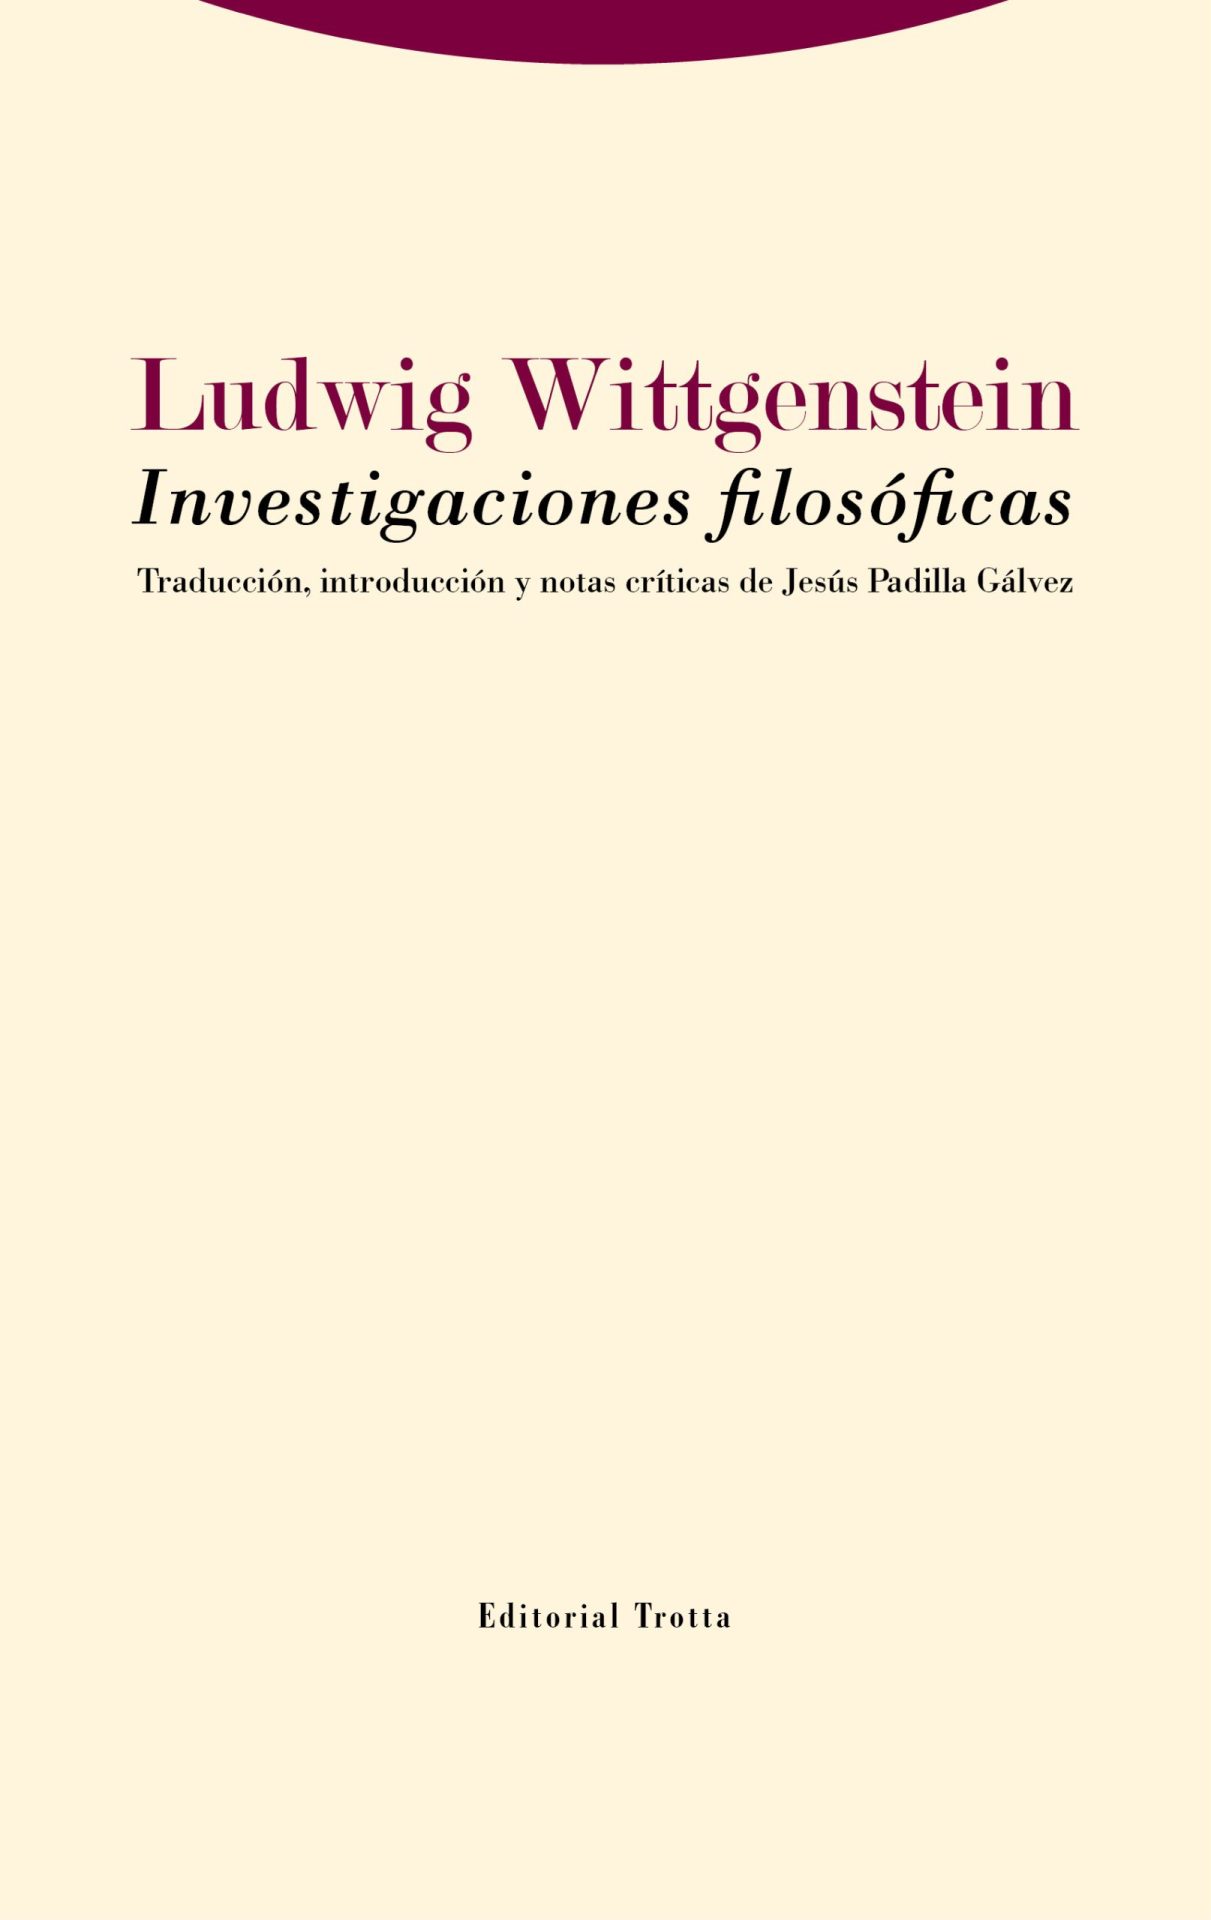 Ludwig Wittgenstein
Investigaciones filosóficas
Traducción, introducción y notas críticas de Jesús Padilla Gálvez
Editorial Trotta